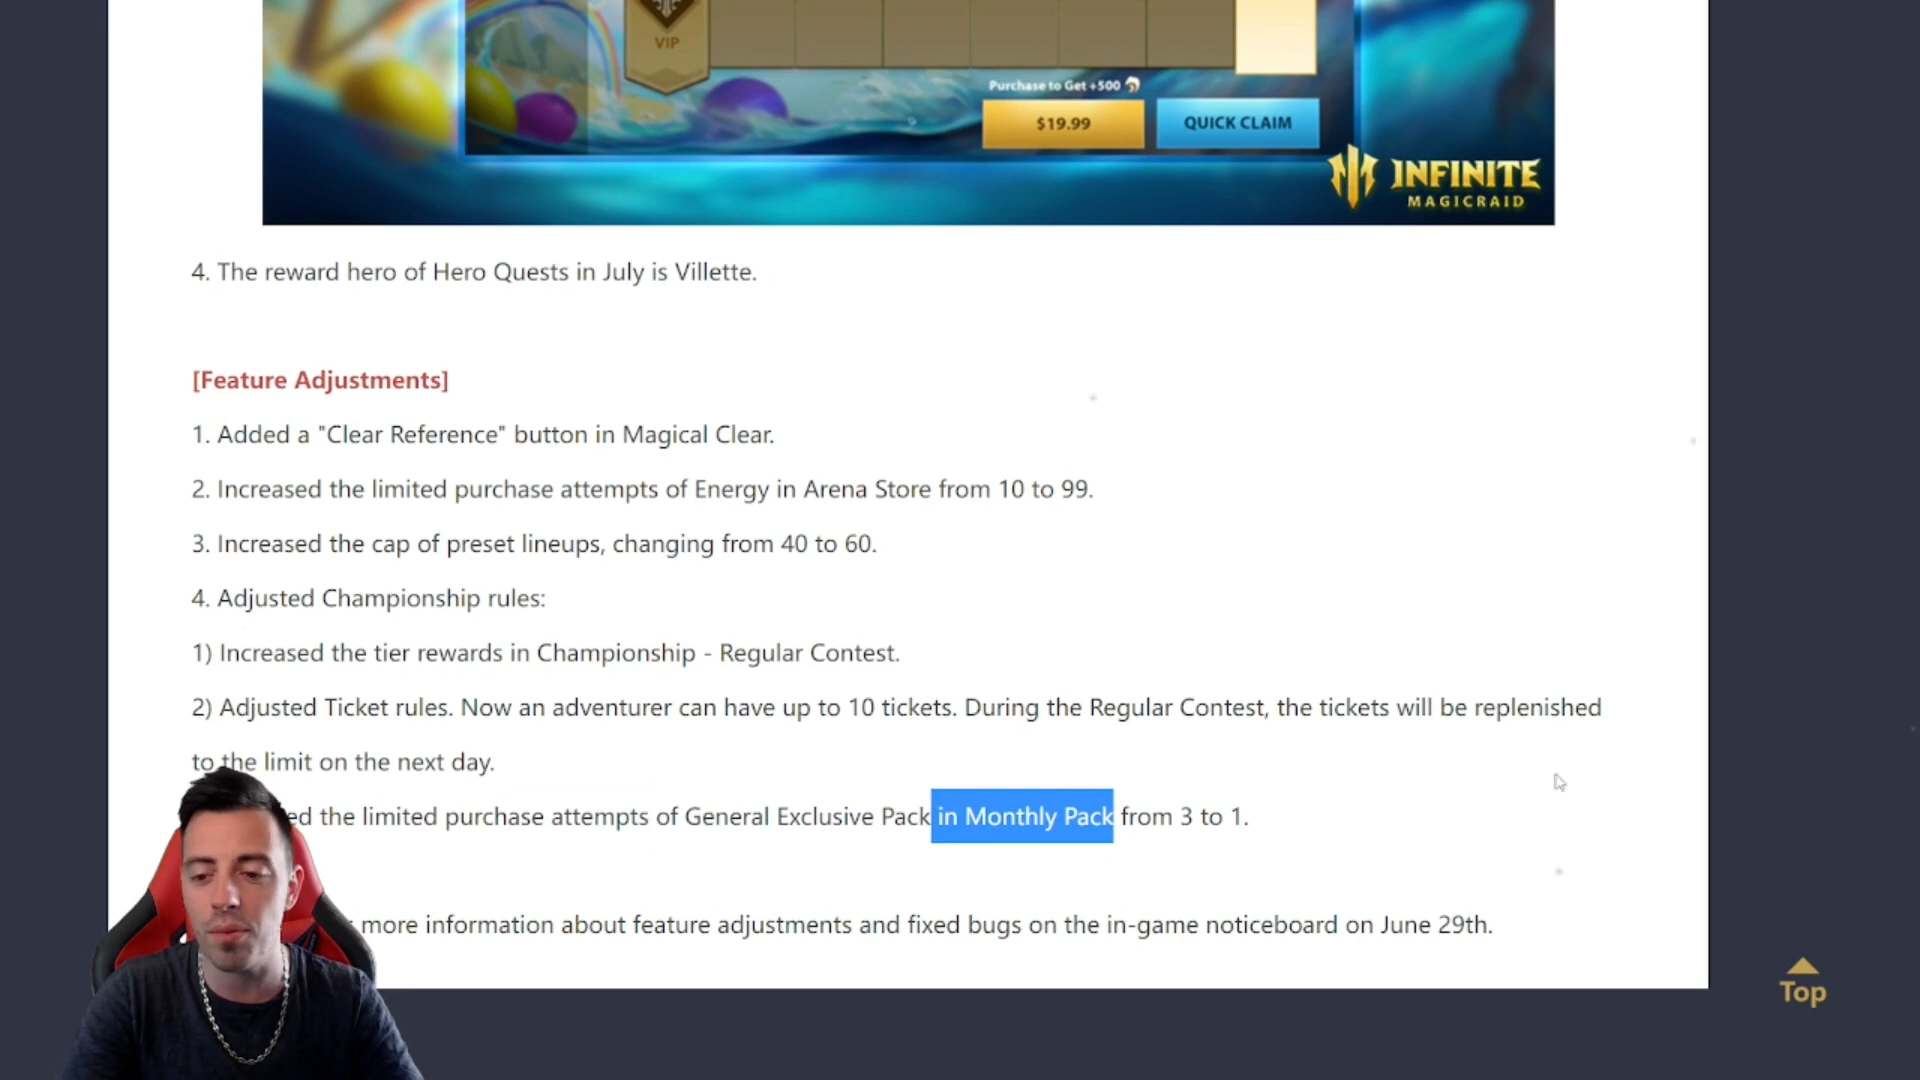 VIP
Purchase to Get +500
$19.99
QUICK CLAIM
INFINITE
MAGICRAID
4. The reward hero of Hero Quests in July is Villette.
[Feature Adjustments]
1. Added a "Clear Reference" button in Magical Clear.
2. Increased the limited purchase attempts of Energy in Arena Store from 10 to 99.
3. Increased the cap of preset lineups, changing from 40 to 60.
4. Adjusted Championship rules:
1) Increased the tier rewards in Championship - Regular Contest.
2) Adjusted Ticket rules. Now an adventurer can have up to 10 tickets. During the Regular Contest, the tickets will be replenished
to the limit on the next day.
ed the limited purchase attempts of General Exclusive Pack in Monthly Pack from 3 to 1.
more information about feature adjustments and fixed bugs on the in-game noticeboard on June 29th.
Top